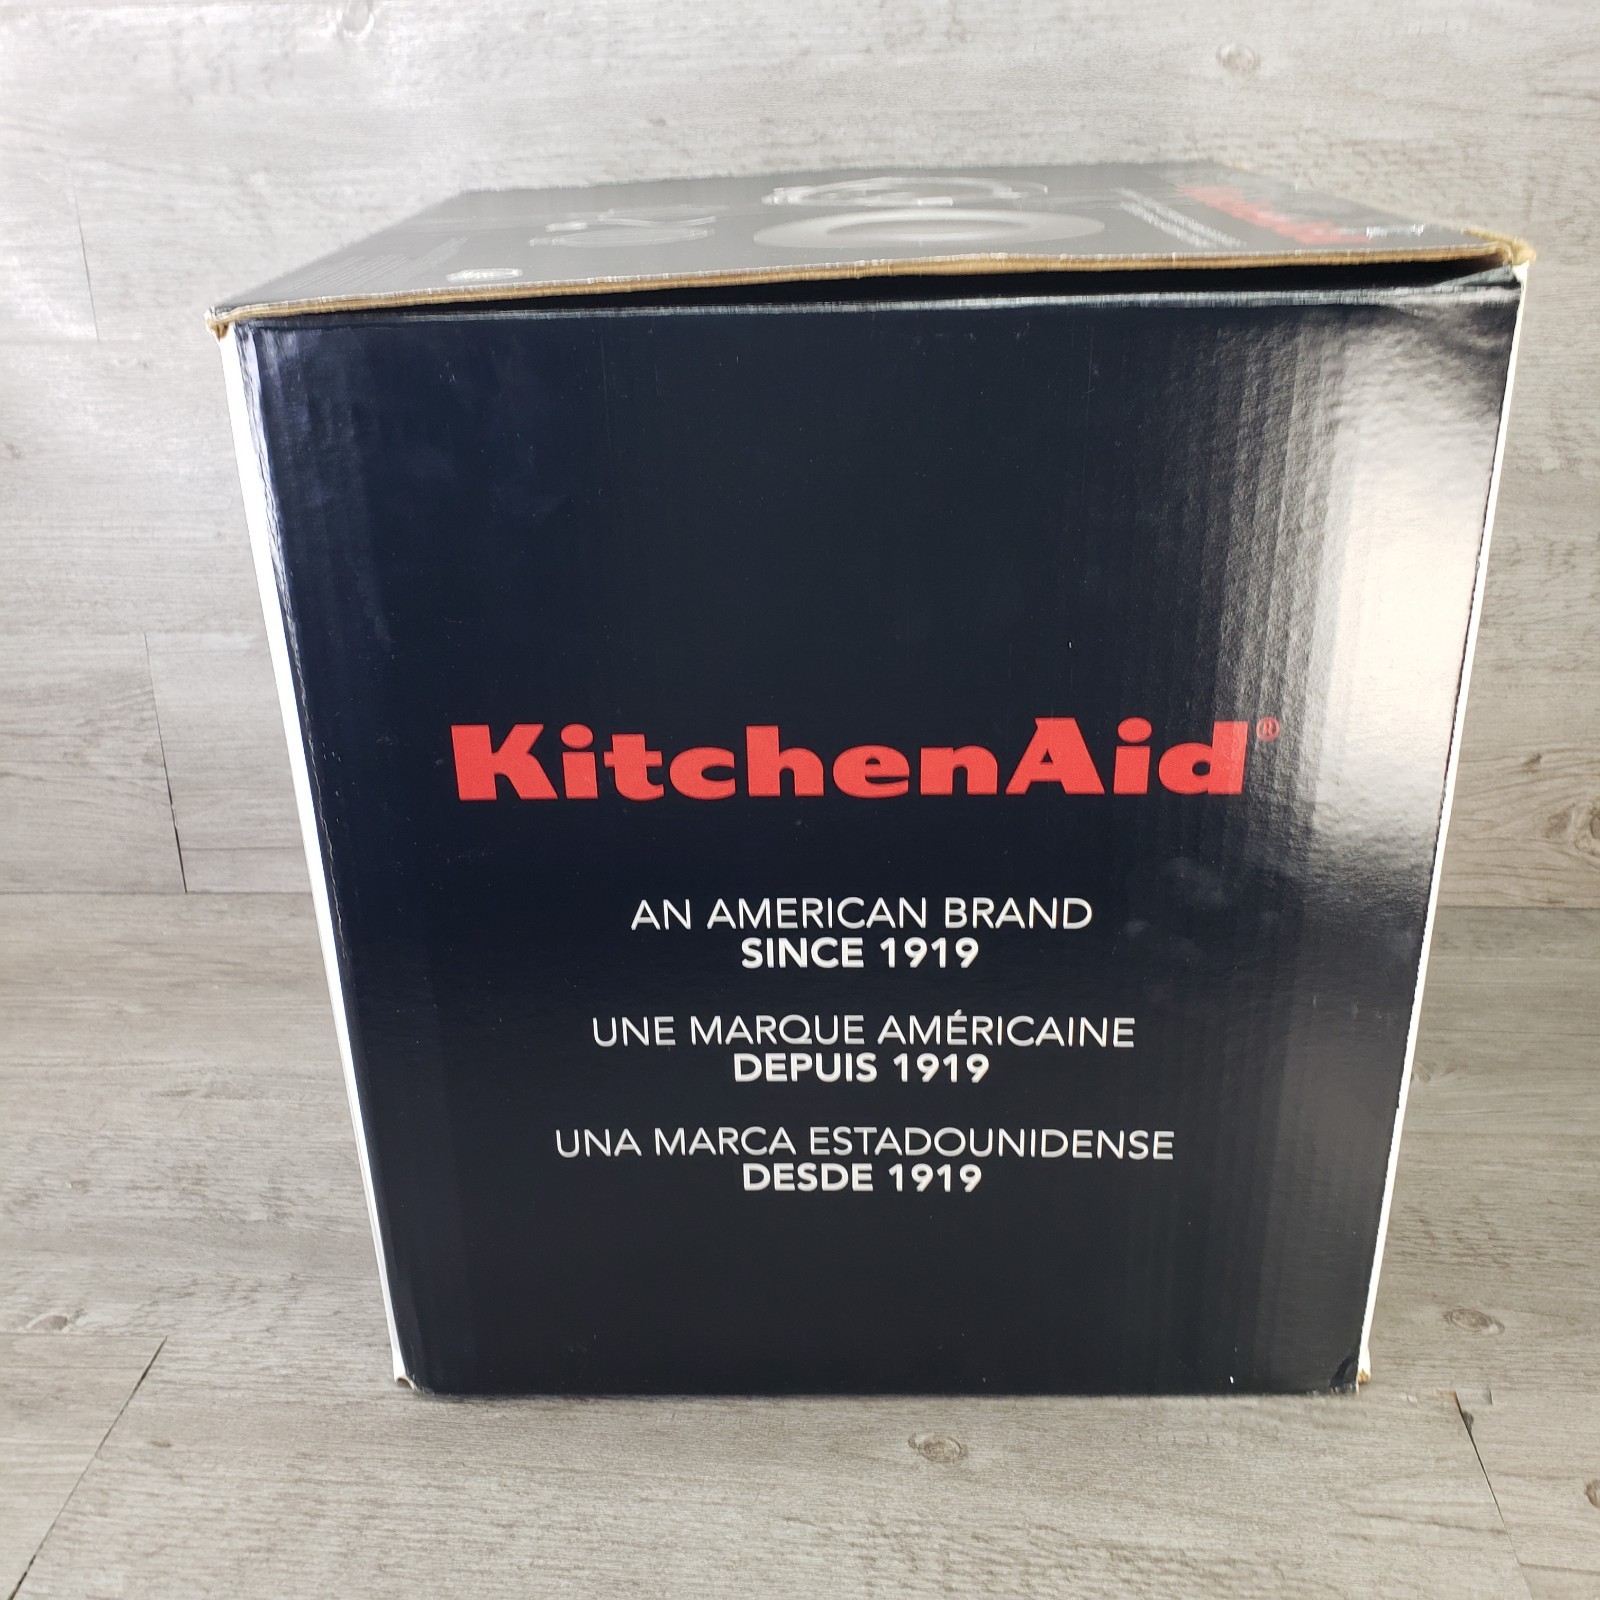 KitchenAid®
AN AMERICAN BRAND
SINCE 1919
UNE MARQUE AMÉRICAINE
DEPUIS 1919
UNA MARCA ESTADOUNIDENSE
DESDE 1919